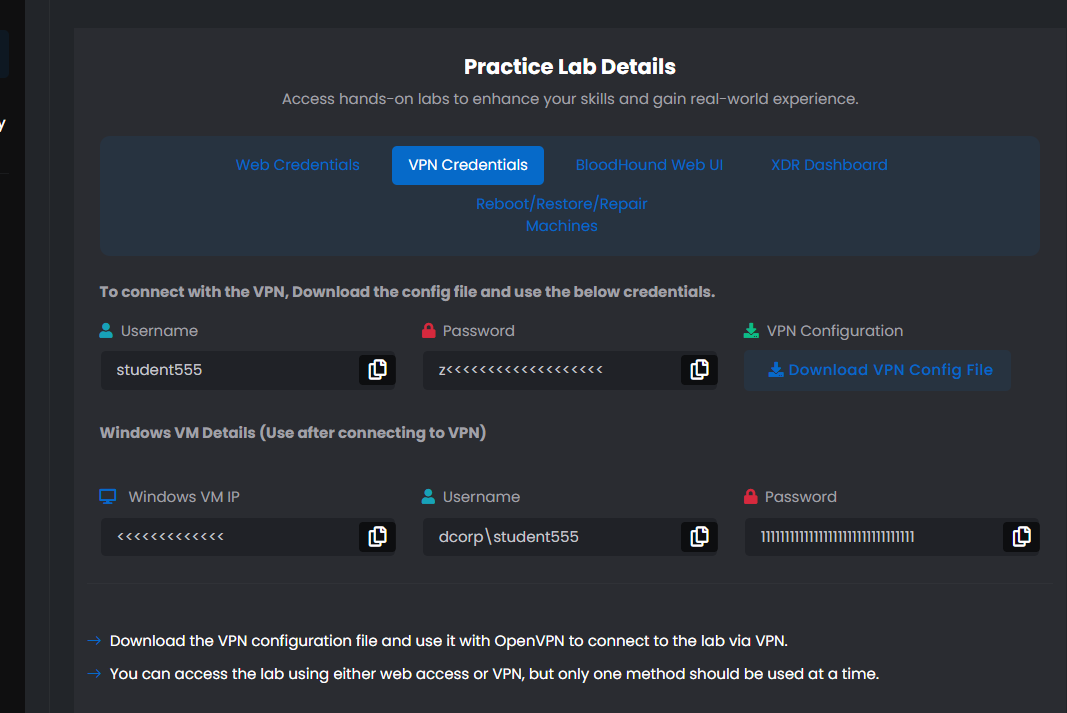 y
Practice Lab Details
Access hands-on labs to enhance your skills and gain real-world experience.
Web Credentials VPN Credentials BloodHound Web UI XDR Dashboard
Reboot/Restore/Repair
Machines
To connect with the VPN, Download the config file and use the below credentials.
Username Password VPN Configuration
student555 z<<<<<<<<<<<<<<<<<<< Download VPN Config File
Windows VM Details (Use after connecting to VPN)
Windows VM IP Username Password
<<<<<<<<<<<<< dcorp\student555 11111111111111111111111111111111
→ Download the VPN configuration file and use it with OpenVPN to connect to the lab via VPN.
→ You can access the lab using either web access or VPN, but only one method should be used at a time.